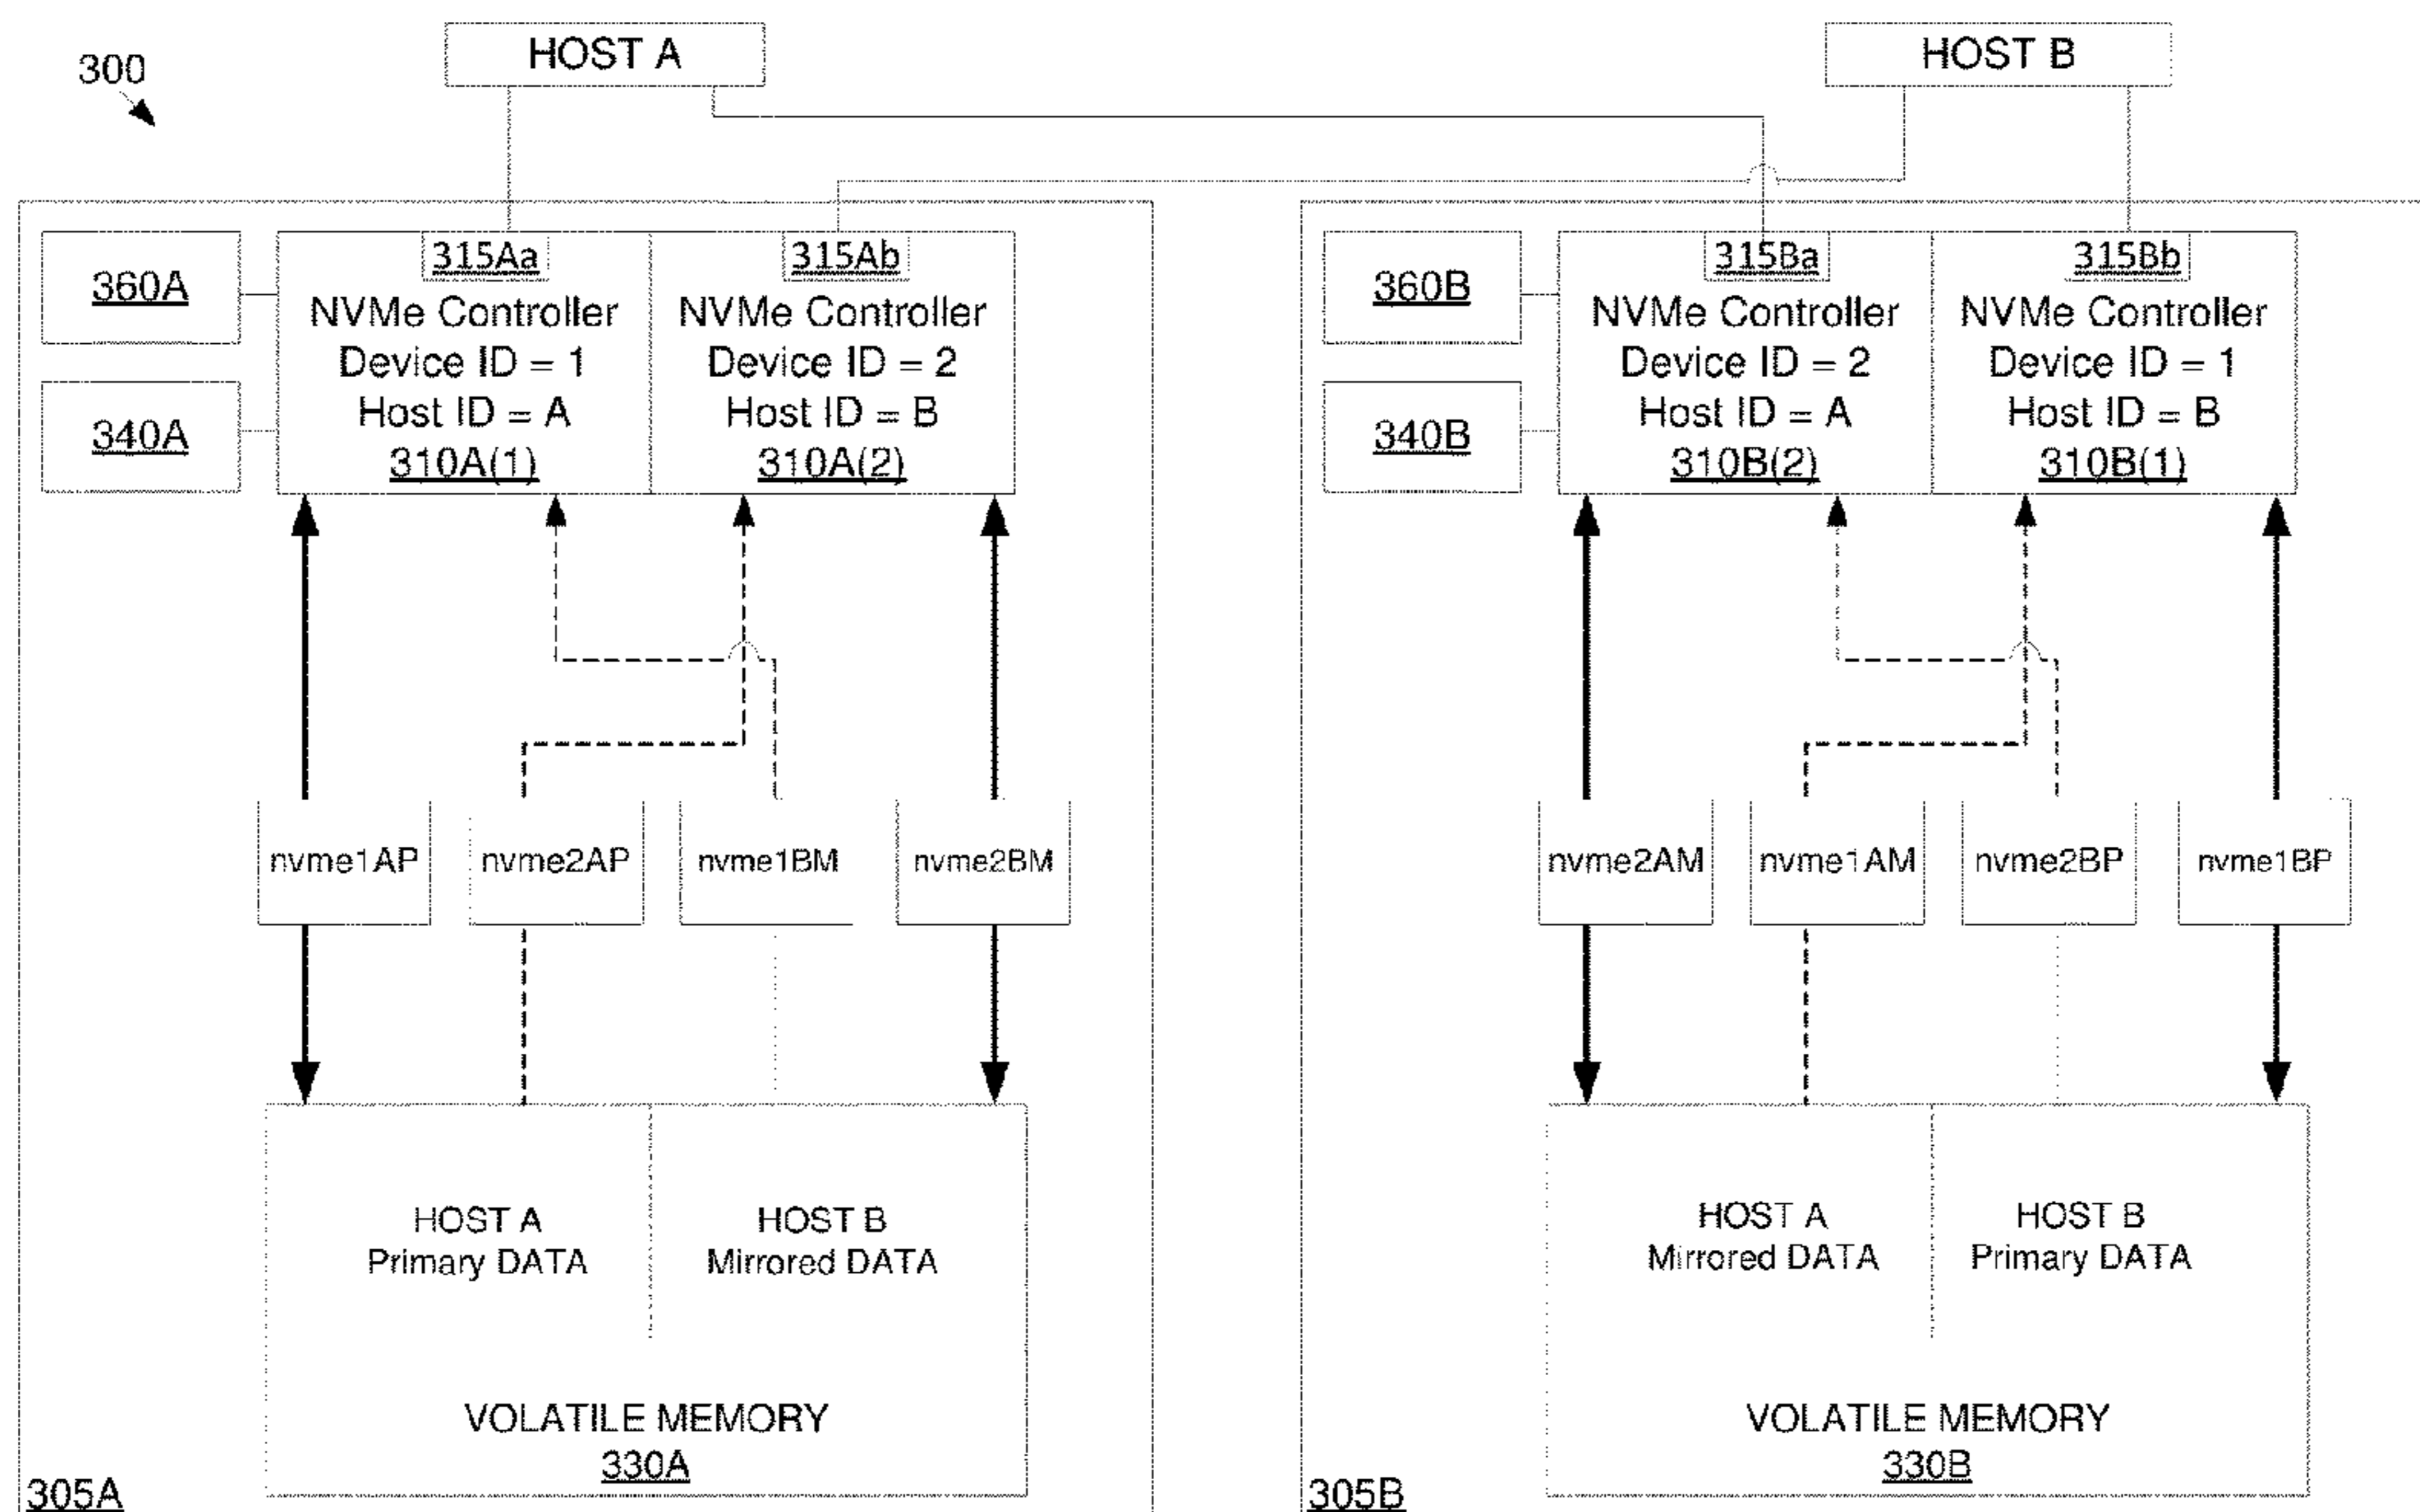 300
HOST A
HOST B
360A
340A
315Aa
NVMe Controller
Device ID = 1
Host ID = A
310A(1)
315Ab
NVMe Controller
Device ID = 2
Host ID = B
310A(2)
360B
340B
315Ba
NVMe Controller
Device ID = 2
Host ID = A
310B(2)
315Bb
NVMe Controller
Device ID = 1
Host ID = B
310B(1)
nvme1AP
nvme2AP
nvme1BM
nvme2BM
nvme2AM
nvme1AM
nvme2BP
nvme1BP
HOST A
Primary DATA
HOST B
Mirrored DATA
VOLATILE MEMORY
330A
305A
HOST A
Mirrored DATA
HOST B
Primary DATA
VOLATILE MEMORY
330B
305B